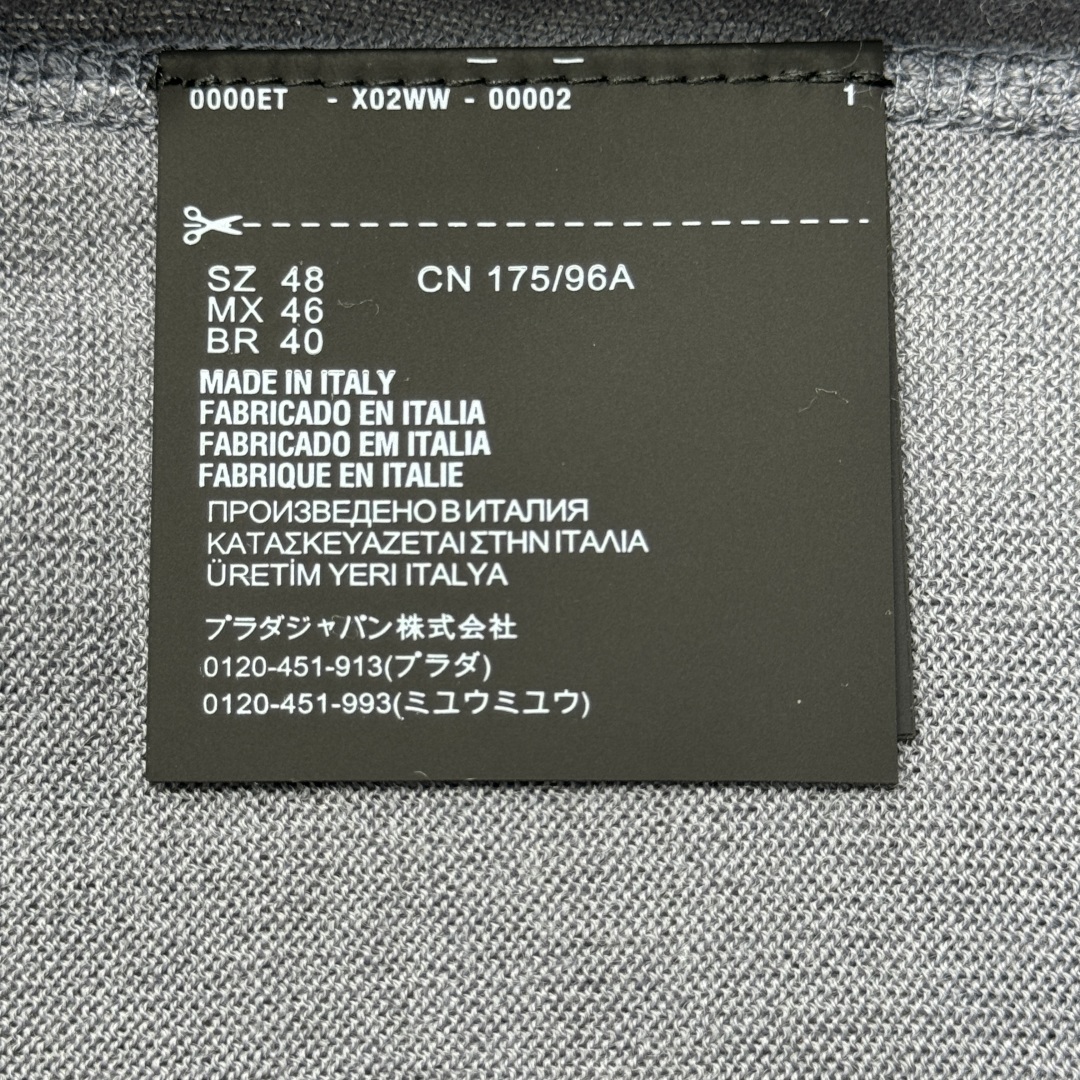 0000ET - X02WW - 00002 1
SZ 48 CN 175/96A
MX 46
BR 40
MADE IN ITALY
FABRICADO EN ITALIA
FABRICADO EM ITALIA
FABRIQUE EN ITALIE
ПРОИЗВЕДЕНО В ИТАЛИЯ
ΚΑΤΑΣΚΕΥΑΖΕΤΑΙ ΣΤΗΝ ΙΤΑΛΙΑ
ÜRETİM YERI ITALYA
プラダジャパン株式会社
0120-451-913(プラダ)
0120-451-993(ミユウミユウ)